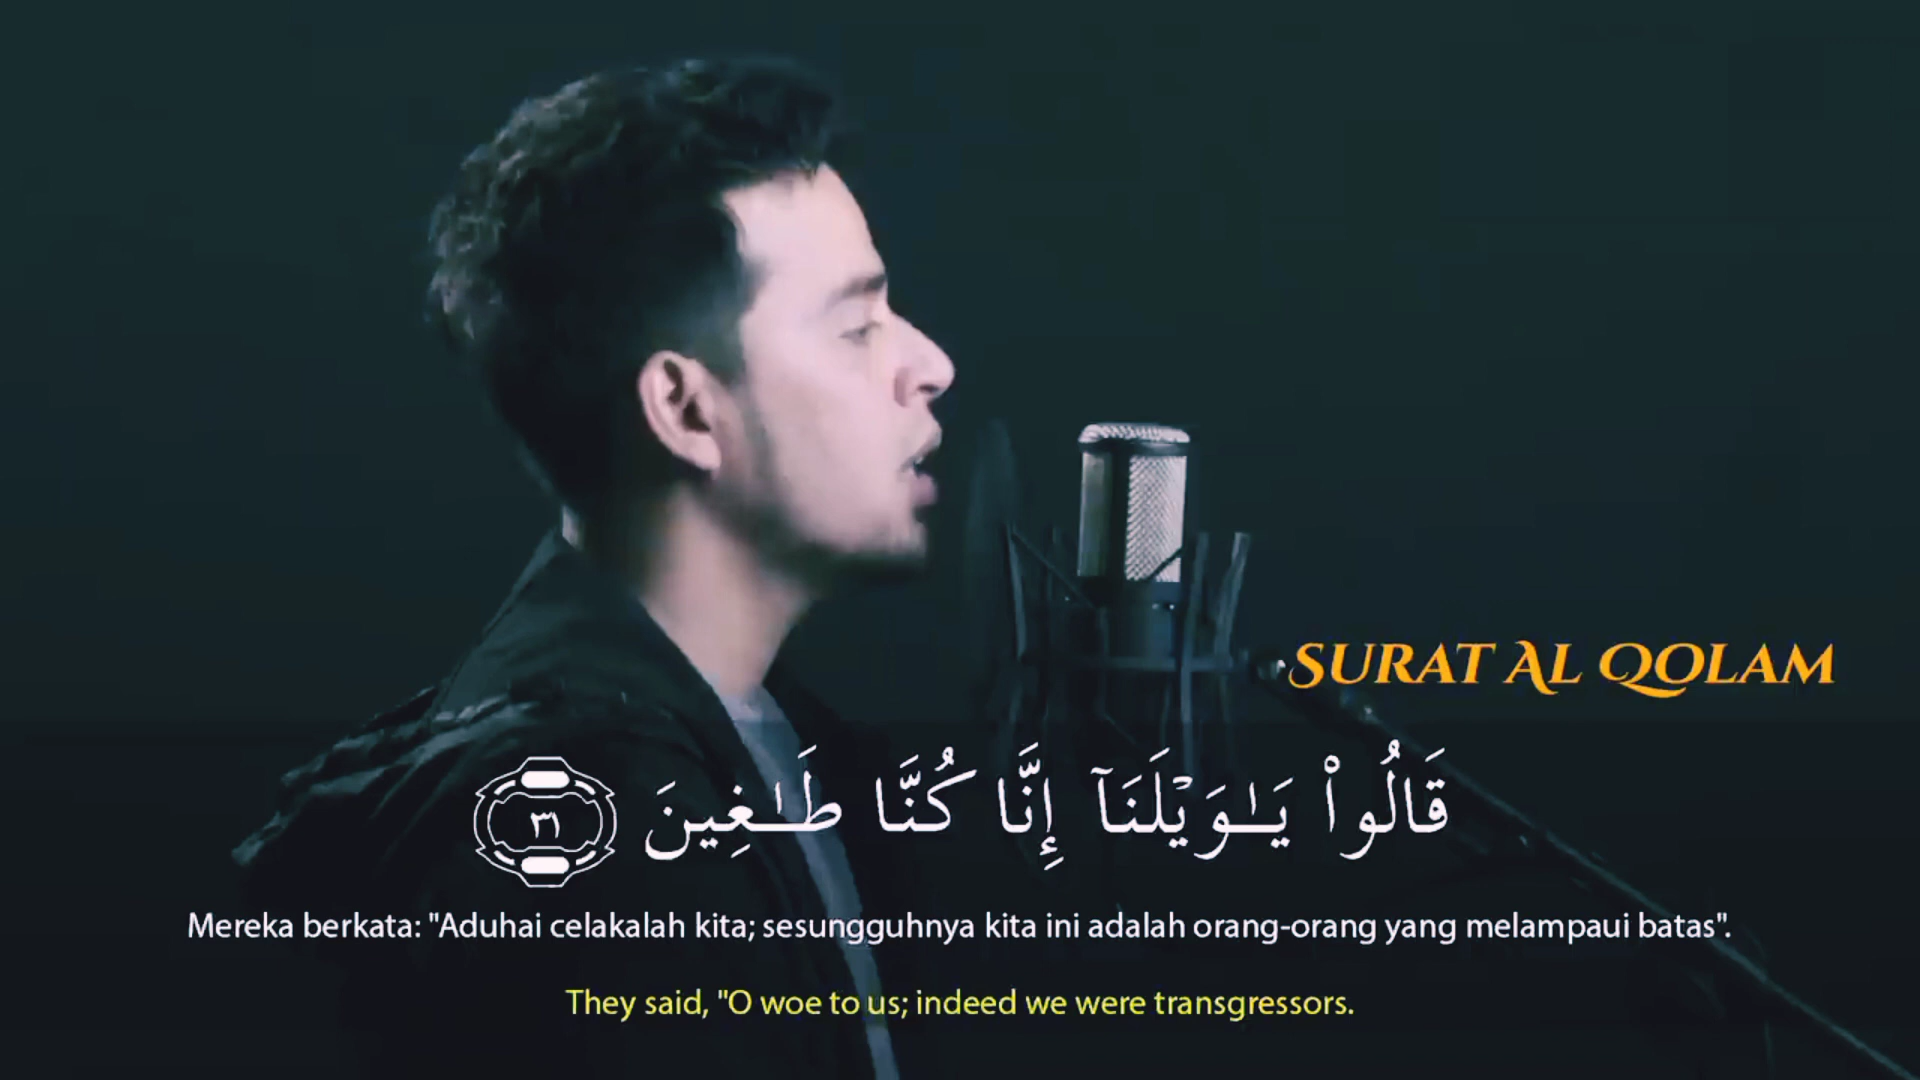 SURAT AL QOLAM
قَالُوا۟ يَـٰوَيْلَنَآ إِنَّا كُنَّا طَـٰغِينَ ٣١
Mereka berkata: "Aduhai celakalah kita; sesungguhnya kita ini adalah orang-orang yang melampaui batas".
They said, "O woe to us; indeed we were transgressors.